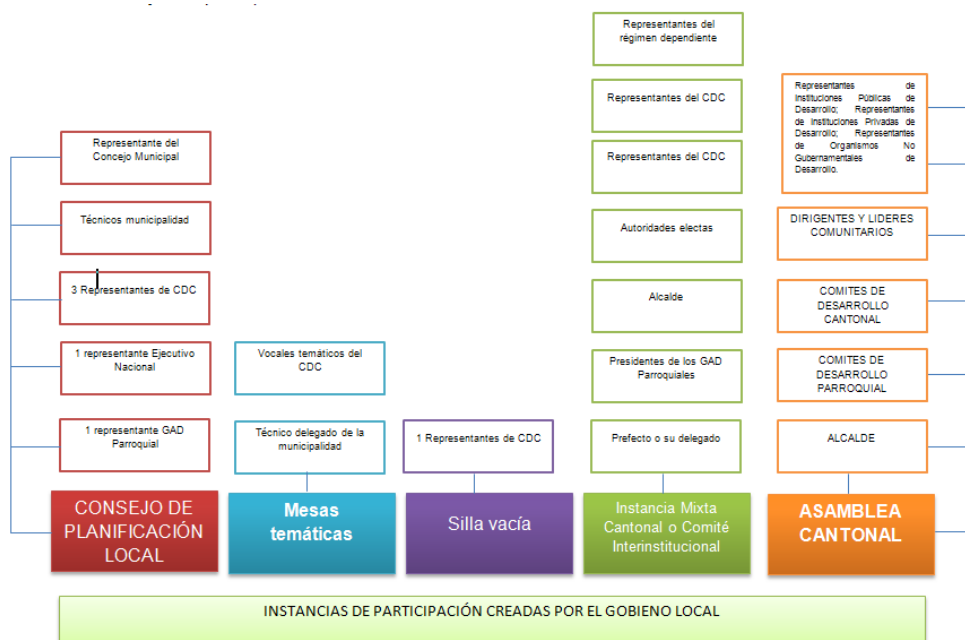 Representante del
Concejo Municipal
Técnicos municipalidad
3 Representantes de CDC
1 representante Ejecutivo
Nacional
1 representante GAD
Parroquial
CONSEJO DE
PLANIFICACIÓN
LOCAL
Vocales temáticos del
CDC
Técnico delegado de la
municipalidad
Mesas
temáticas
1 Representantes de CDC
Silla vacía
Representantes del
régimen dependiente
Representantes del CDC
Representantes del CDC
Autoridades electas
Alcalde
Presidentes de los GAD
Parroquiales
Prefecto o su delegado
Instancia Mixta
Cantonal o Comité
Interinstitucional
Representantes de
Instituciones Públicas de
Desarrollo; Representantes
de Instituciones Privadas de
Desarrollo; Representantes
de Organismos No
Gubernamentales de
Desarrollo.
DIRIGENTES Y LIDERES
COMUNITARIOS
COMITES DE
DESARROLLO
CANTONAL
COMITES DE
DESARROLLO
PARROQUIAL
ALCALDE
ASAMBLEA
CANTONAL
INSTANCIAS DE PARTICIPACIÓN CREADAS POR EL GOBIENO LOCAL